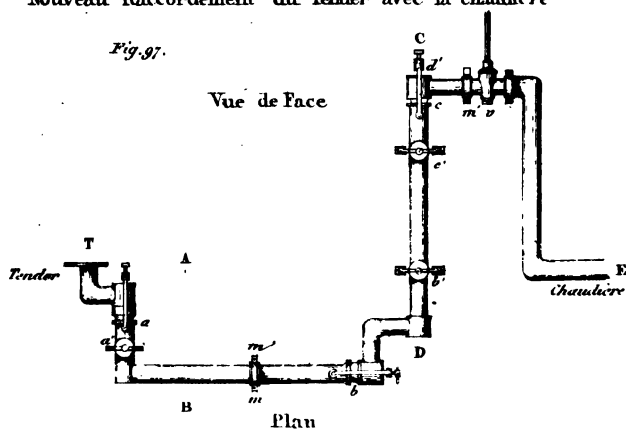 Nouveau raccordement du Tender avec la chaudière
Fig. 97.
Vue de Face
C
d'
c
m' v
c'
T
A
Tender
E
Chaudière
b'
a
a'
D
m'
B
m
b
Plan